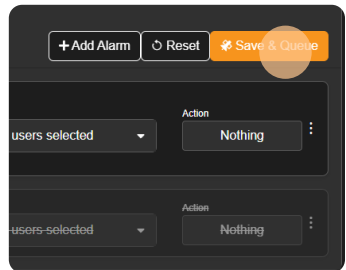 + Add Alarm Reset Save & Queue
Action
users selected Nothing
Action
users selected Nothing